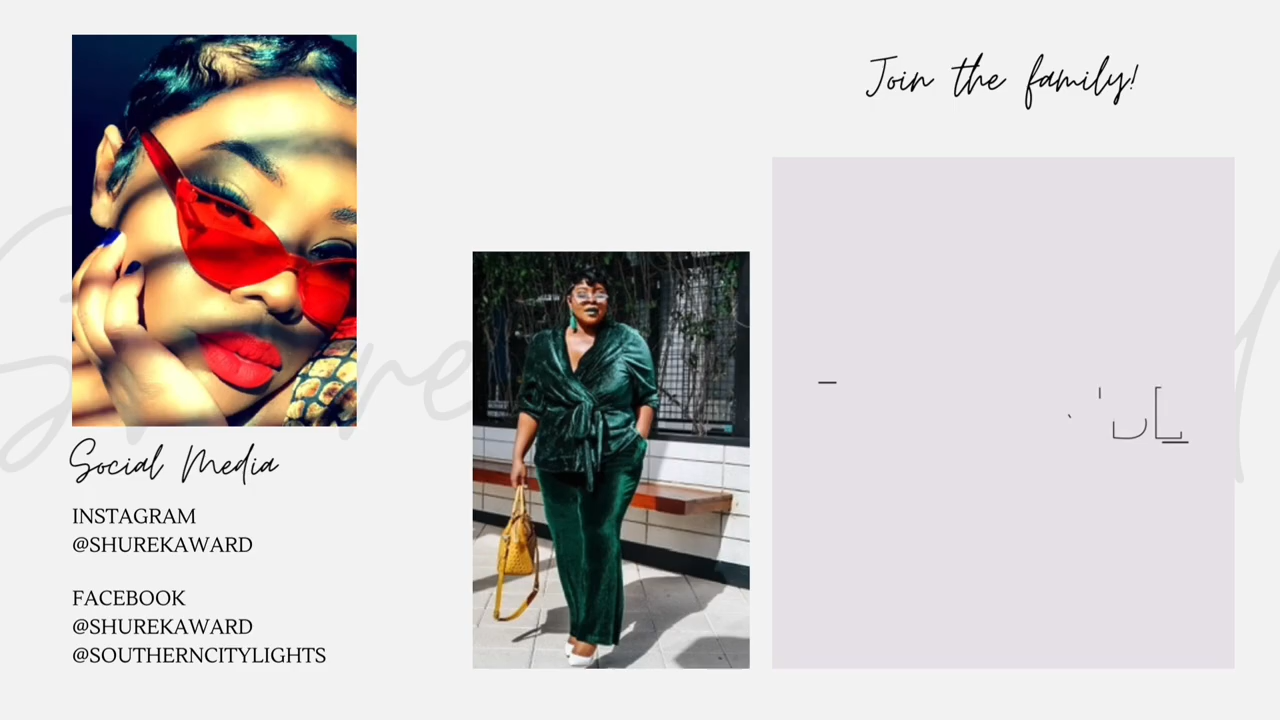 Join the family!
Social Media
INSTAGRAM
@SHUREKAWARD
FACEBOOK
@SHUREKAWARD
@SOUTHERNCITYLIGHTS